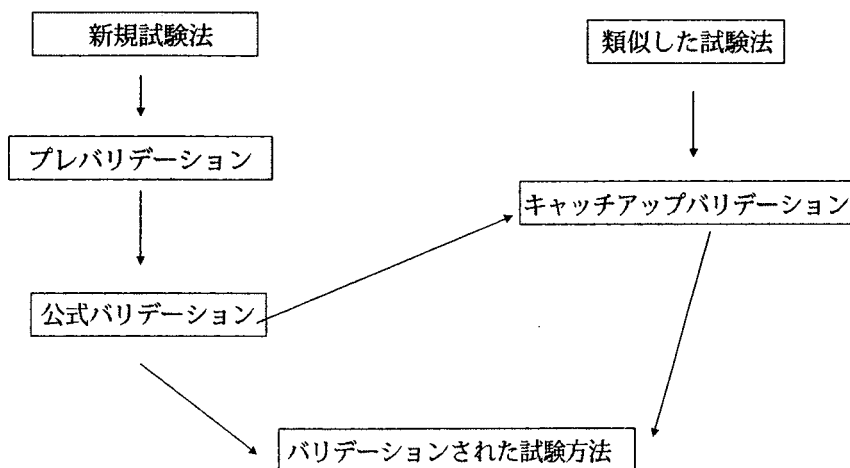 新規試験法
類似した試験法
プレバリデーション
キャッチアップバリデーション
公式バリデーション
バリデーションされた試験方法